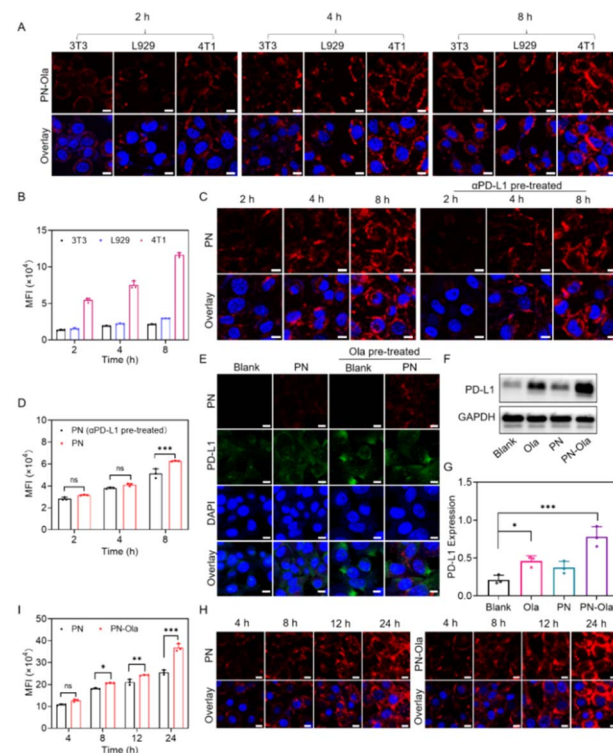 A
2 h
4 h
8 h
3T3 L929 4T1 3T3 L929 4T1 3T3 L929 4T1
PN-Ola
Overlay
B
3T3 L929 4T1
MFI (×10⁴)
15
10
5
0
2 4 8
Time (h)
C
αPD-L1 pre-treated
2 h 4 h 8 h 2 h 4 h 8 h
PN
Overlay
D
PN (αPD-L1 pre-treated)
PN
MFI (×10⁴)
8
6
4
2
0
ns
ns
***
2 4 8
Time (h)
E
Ola pre-treated
Blank PN Blank PN
PN
PD-L1
DAPI
Overlay
F
PD-L1
GAPDH
Blank
Ola
PN
PN-Ola
G
PD-L1 Expression
1.5
1.0
0.5
0.0
*
***
Blank Ola PN PN-Ola
I
PN PN-Ola
MFI (×10⁴)
50
40
30
20
10
0
ns
*
**
***
4 8 12 24
Time (h)
H
4 h 8 h 12 h 24 h 4 h 8 h 12 h 24 h
PN
Overlay
PN-Ola
Overlay